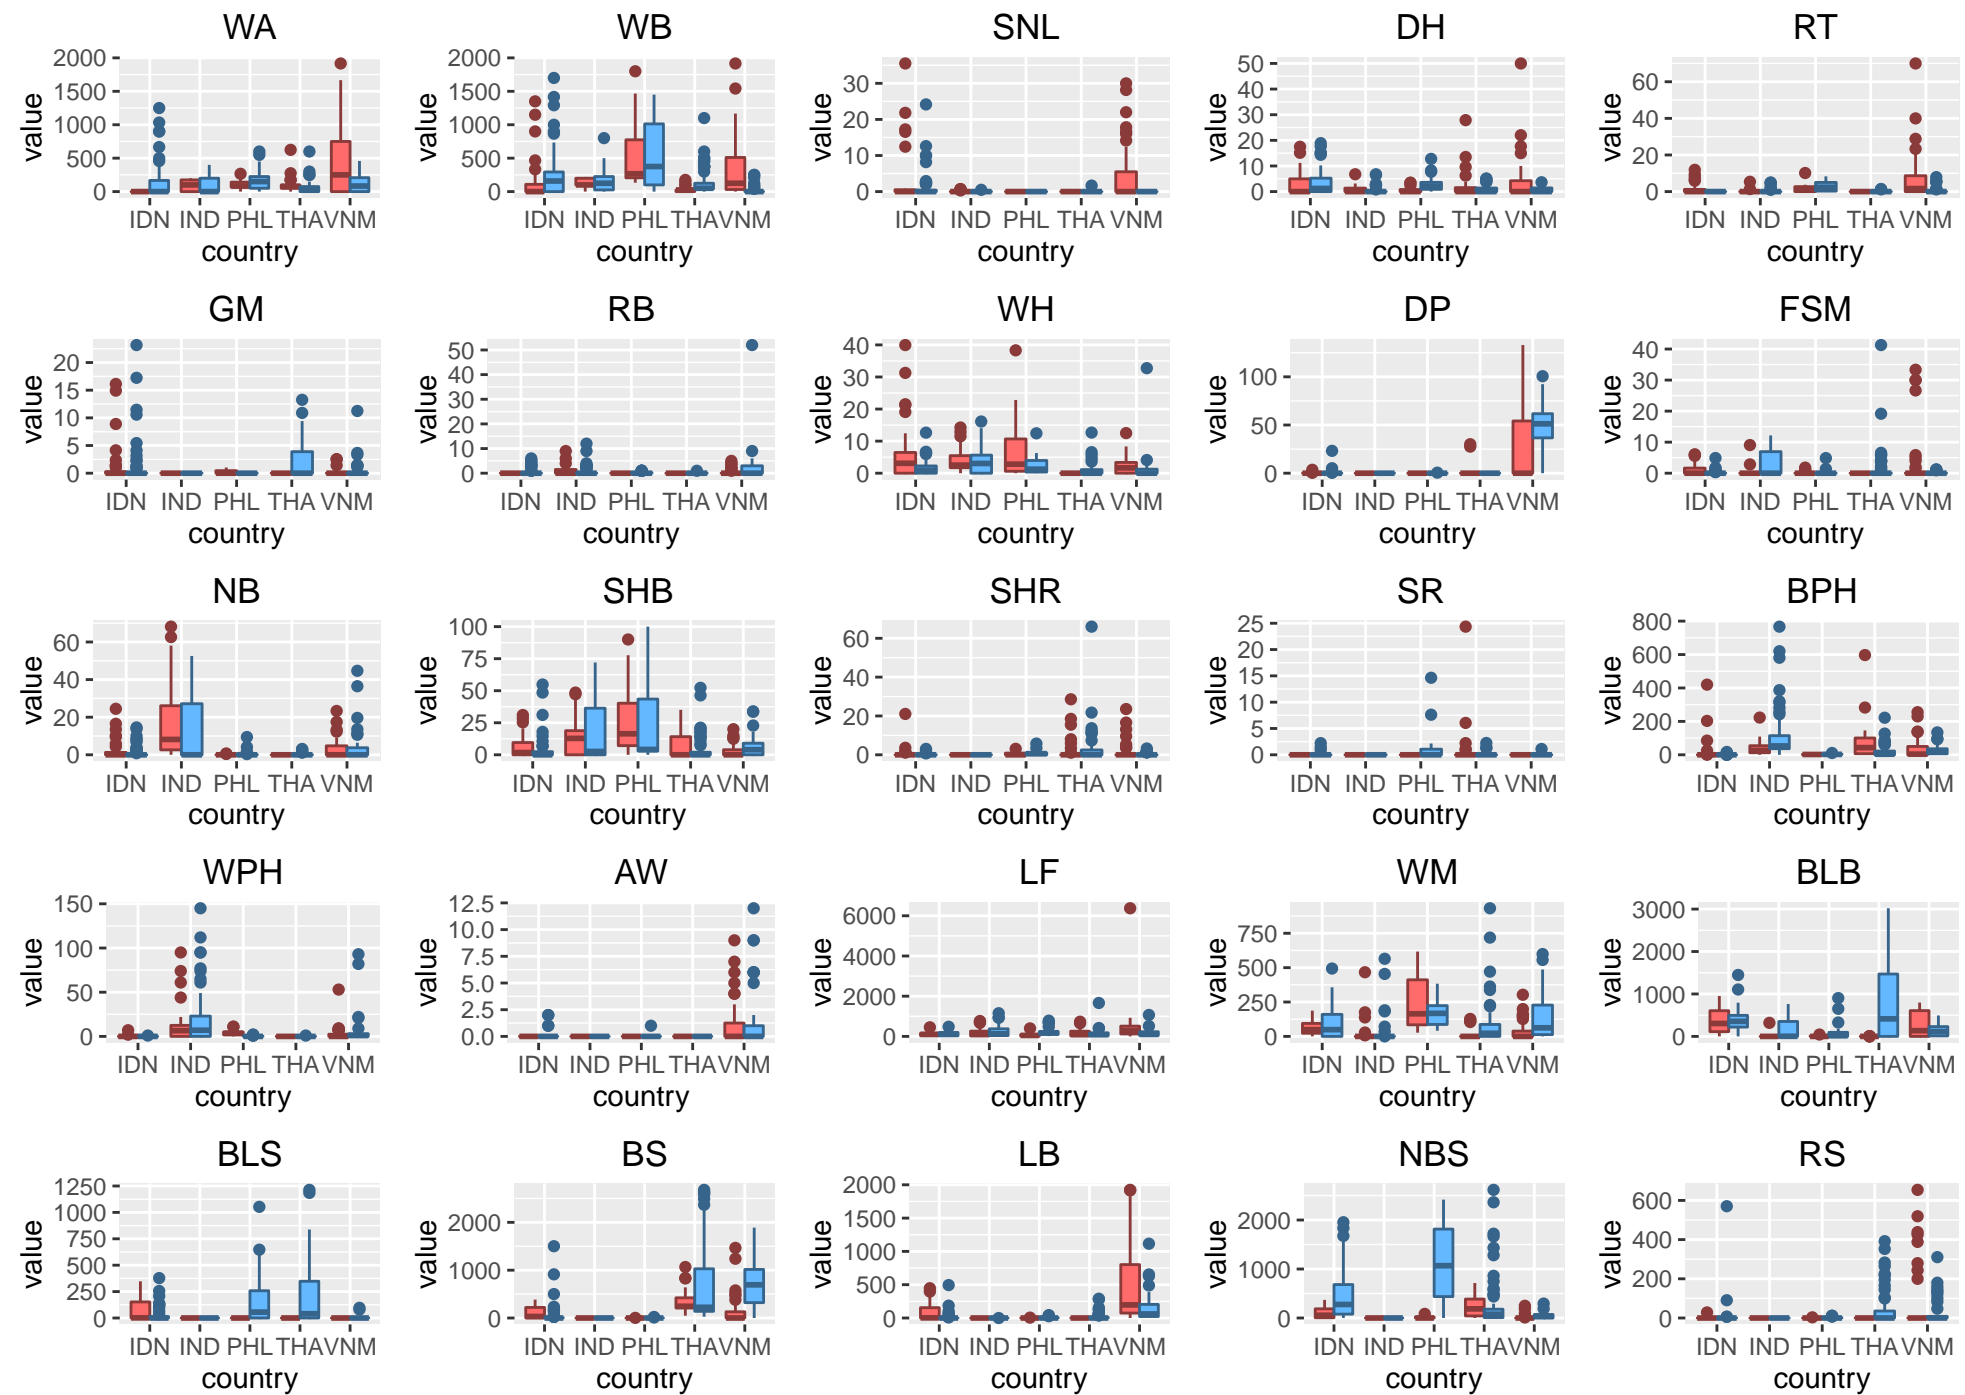 WA WB SNL DH RT
value 2000 1500 1000 500 0
value 2000 1500 1000 500 0
value 30 20 10 0
value 50 40 30 20 10 0
value 60 40 20 0
IDN IND PHL THA VNM
IDN IND PHL THA VNM
IDN IND PHL THA VNM
IDN IND PHL THA VNM
IDN IND PHL THA VNM
country country country country country
GM RB WH DP FSM
value 20 15 10 5 0
value 50 40 30 20 10 0
value 40 30 20 10 0
value 100 50 0
value 40 30 20 10 0
IDN IND PHL THA VNM
IDN IND PHL THA VNM
IDN IND PHL THA VNM
IDN IND PHL THA VNM
IDN IND PHL THA VNM
country country country country country
NB SHB SHR SR BPH
value 60 40 20 0
value 100 75 50 25 0
value 60 40 20 0
value 25 20 15 10 5 0
value 800 600 400 200 0
IDN IND PHL THA VNM
IDN IND PHL THA VNM
IDN IND PHL THA VNM
IDN IND PHL THA VNM
IDN IND PHL THA VNM
country country country country country
WPH AW LF WM BLB
value 150 100 50 0
value 12.5 10.0 7.5 5.0 2.5 0.0
value 6000 4000 2000 0
value 750 500 250 0
value 3000 2000 1000 0
IDN IND PHL THA VNM
IDN IND PHL THA VNM
IDN IND PHL THA VNM
IDN IND PHL THA VNM
IDN IND PHL THA VNM
country country country country country
BLS BS LB NBS RS
value 1250 1000 750 500 250 0
value 2000 1000 0
value 2000 1500 1000 500 0
value 2000 1000 0
value 600 400 200 0
IDN IND PHL THA VNM
IDN IND PHL THA VNM
IDN IND PHL THA VNM
IDN IND PHL THA VNM
IDN IND PHL THA VNM
country country country country country